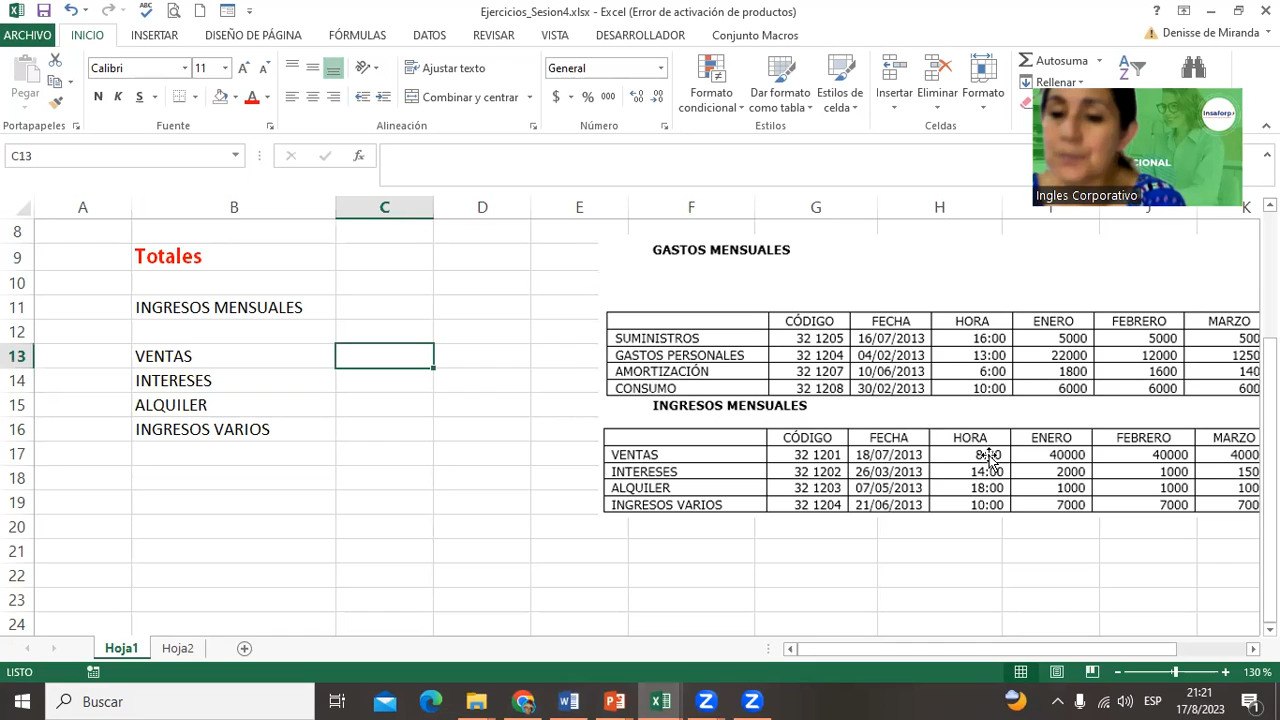 Ejercicios_Sesion4.xlsx - Excel (Error de activación de productos)
ARCHIVO INICIO INSERTAR DISEÑO DE PÁGINA FÓRMULAS DATOS REVISAR VISTA DESARROLLADOR Conjunto Macros Denisse de Miranda
Calibri 11 Ajustar texto General Autosuma
Pegar N K S Combinar y centrar $ % 000 Formato condicional Dar formato como tabla Estilos de celda Insertar Eliminar Formato Rellenar
Portapapeles Fuente Alineación Número Estilos Celdas
Insaforp
CIONAL
Ingles Corporativo
C13 fx
A B C D E F G H K
8
9 Totales GASTOS MENSUALES
10
11 INGRESOS MENSUALES
12
13 VENTAS
14 INTERESES
15 ALQUILER
16 INGRESOS VARIOS
17
18
19
20
21
22
23
24
CÓDIGO FECHA HORA ENERO FEBRERO MARZO
SUMINISTROS 32 1205 16/07/2013 16:00 5000 5000 500
GASTOS PERSONALES 32 1204 04/02/2013 13:00 22000 12000 1250
AMORTIZACIÓN 32 1207 10/06/2013 6:00 1800 1600 140
CONSUMO 32 1208 30/02/2013 10:00 6000 6000 600
INGRESOS MENSUALES
CÓDIGO FECHA HORA ENERO FEBRERO MARZO
VENTAS 32 1201 18/07/2013 40000 40000 4000
INTERESES 32 1202 26/03/2013 14:00 2000 1000 150
ALQUILER 32 1203 07/05/2013 18:00 1000 1000 100
INGRESOS VARIOS 32 1204 21/06/2013 10:00 7000 7000 700
Hoja1 Hoja2
LISTO 130 %
Buscar ESP 21:21
17/8/2023